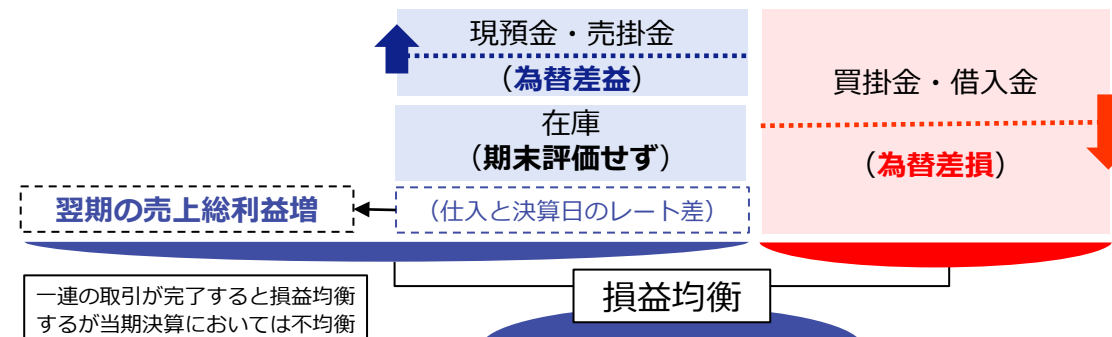 現預金・売掛金
（為替差益）
在庫
（期末評価せず）
（仕入と決算日のレート差）
翌期の売上総利益増
買掛金・借入金
（為替差損）
損益均衡
一連の取引が完了すると損益均衡
するが当期決算においては不均衡